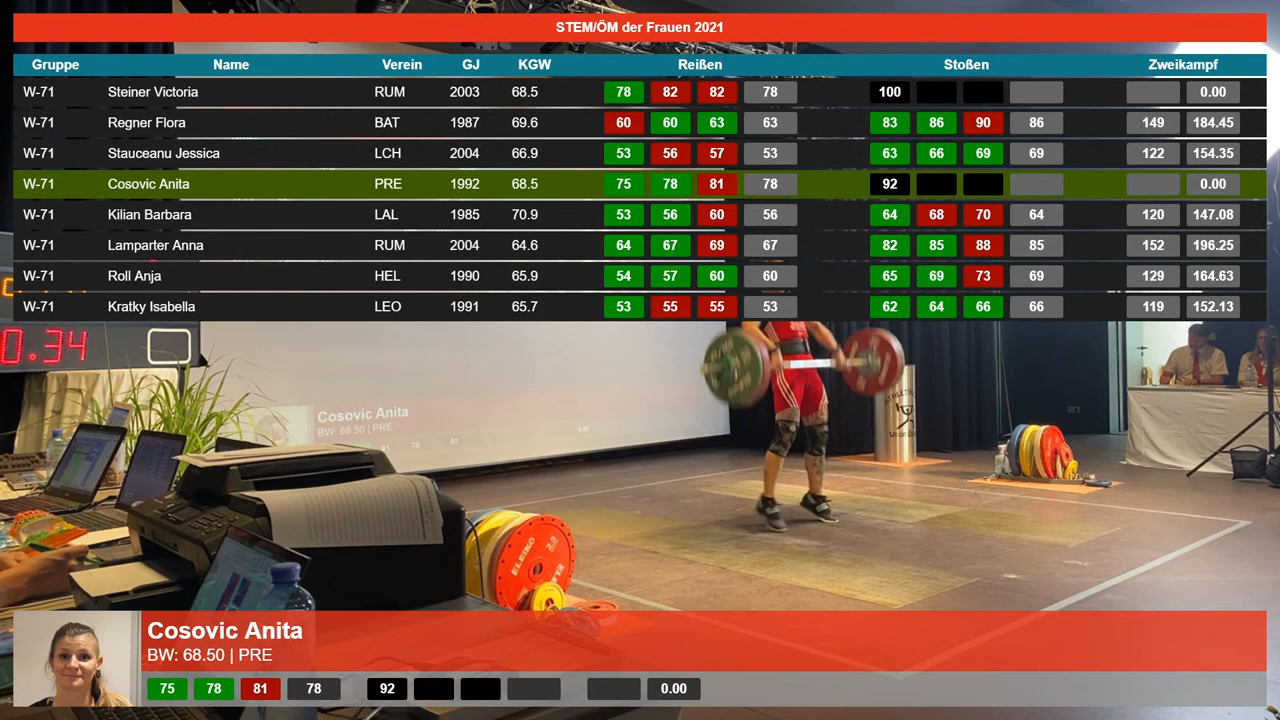 STEM/ÖM der Frauen 2021
Gruppe Name Verein GJ KGW Reißen Stoßen Zweikampf
W-71 Steiner Victoria RUM 2003 68.5 78 82 82 78 100 0.00
W-71 Regner Flora BAT 1987 69.6 60 60 63 63 83 86 90 86 149 184.45
W-71 Stauceanu Jessica LCH 2004 66.9 53 56 57 53 63 66 69 69 122 154.35
W-71 Cosovic Anita PRE 1992 68.5 75 78 81 78 92 0.00
W-71 Kilian Barbara LAL 1985 70.9 53 56 60 56 64 68 70 64 120 147.08
W-71 Lamparter Anna RUM 2004 64.6 64 67 69 67 82 85 88 85 152 196.25
W-71 Roll Anja HEL 1990 65.9 54 57 60 60 65 69 73 69 129 164.63
W-71 Kratky Isabella LEO 1991 65.7 53 55 55 53 62 64 66 66 119 152.13
0.34
Cosovic Anita
BW: 68.50 | PRE
ELEIKO
2.5
Cosovic Anita
BW: 68.50 | PRE
75 78 81 78 92 0.00